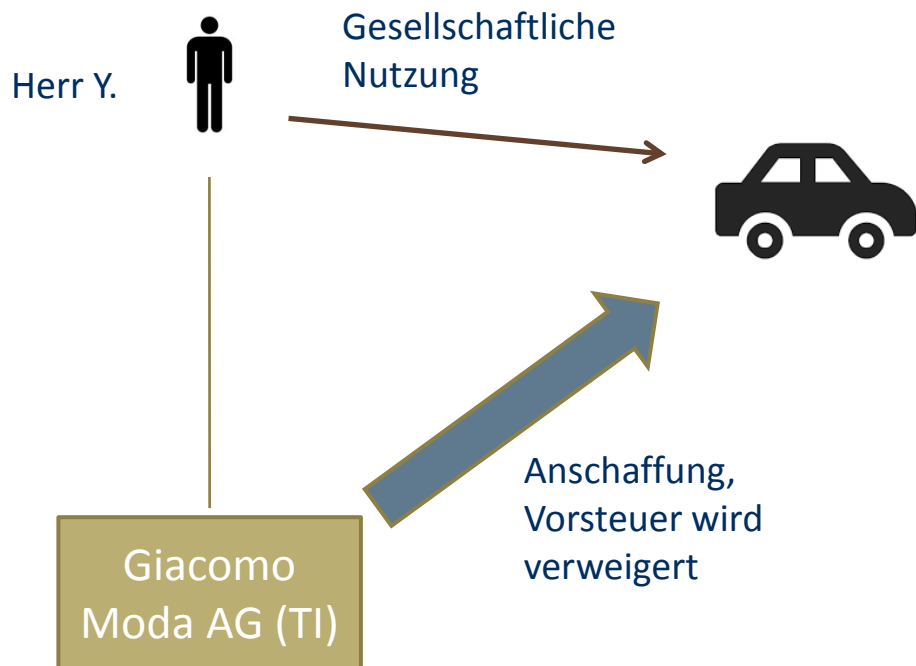 Herr Y.
Gesellschaftliche
Nutzung
Anschaffung,
Vorsteuer wird
verweigert
Giacomo
Moda AG (TI)